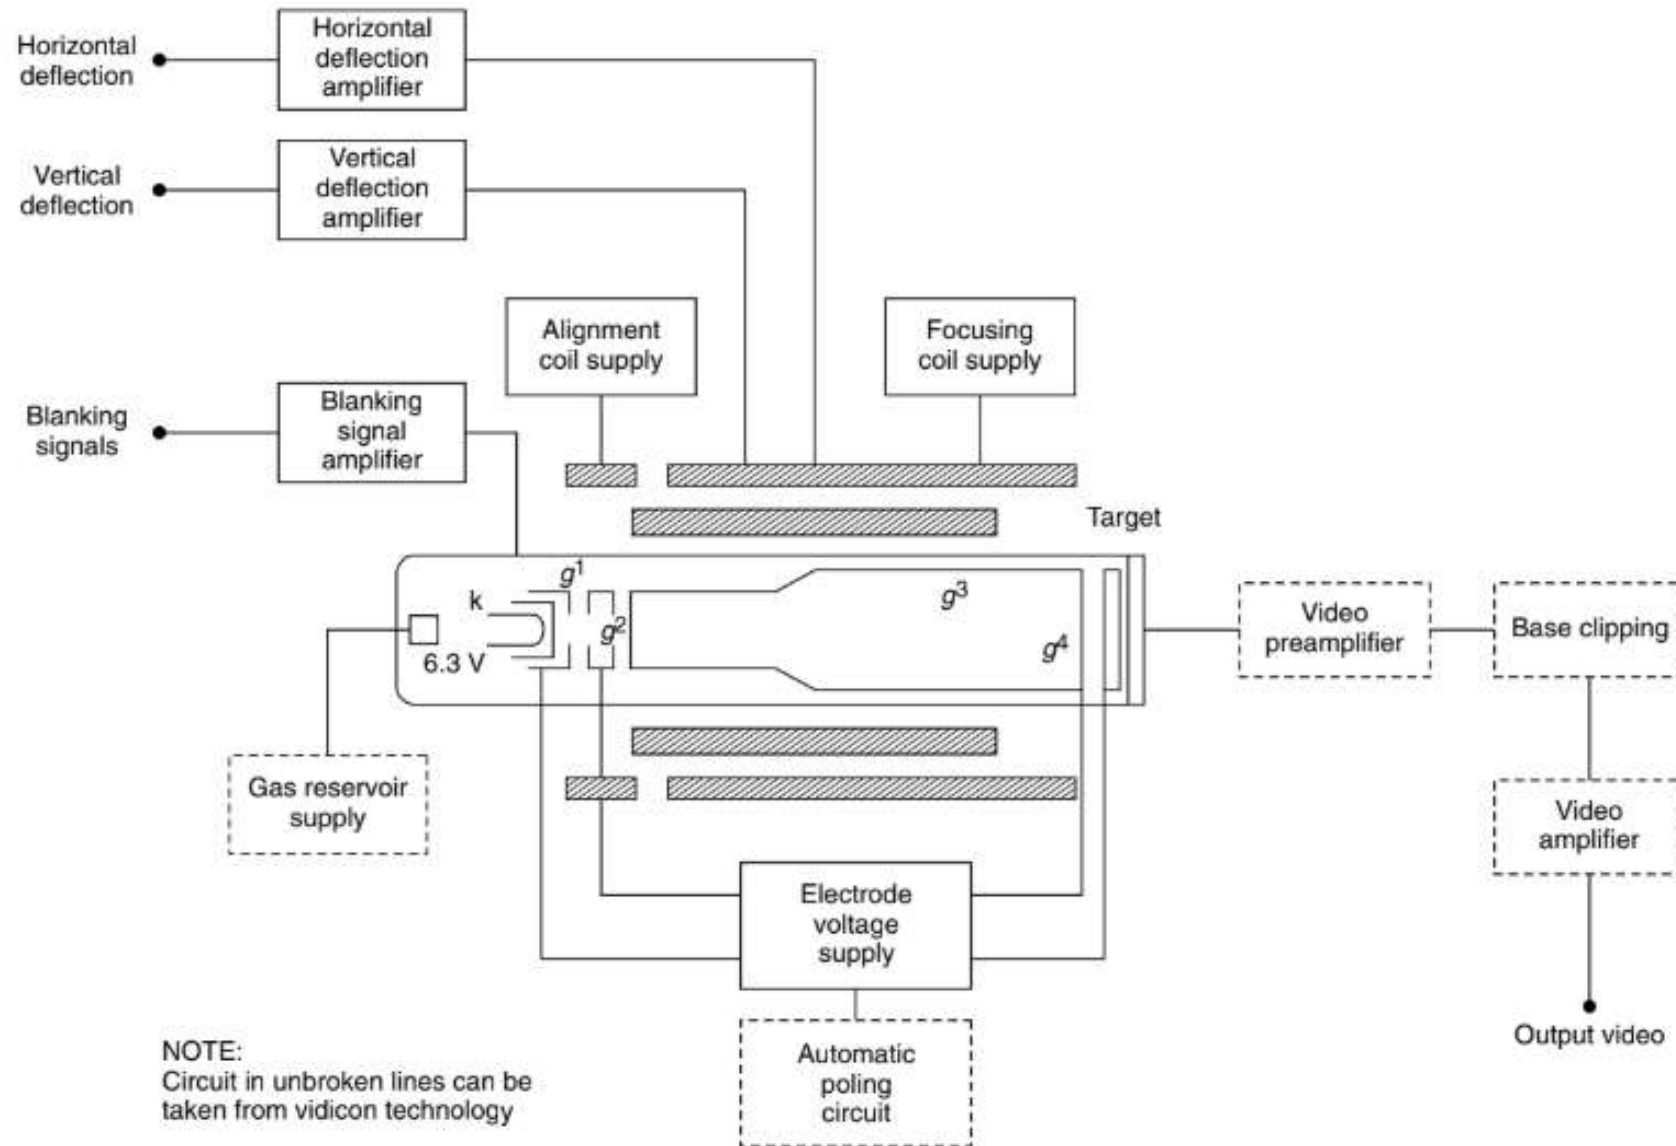 Horizontal
deflection
Horizontal
deflection
amplifier
Vertical
deflection
Vertical
deflection
amplifier
Alignment
coil supply
Focusing
coil supply
Blanking
signals
Blanking
signal
amplifier
Target
g1
k
g2
g3
g4
6.3 V
Video
preamplifier
Base clipping
Gas reservoir
supply
Video
amplifier
Electrode
voltage
supply
Output video
Automatic
poling
circuit
NOTE:
Circuit in unbroken lines can be
taken from vidicon technology